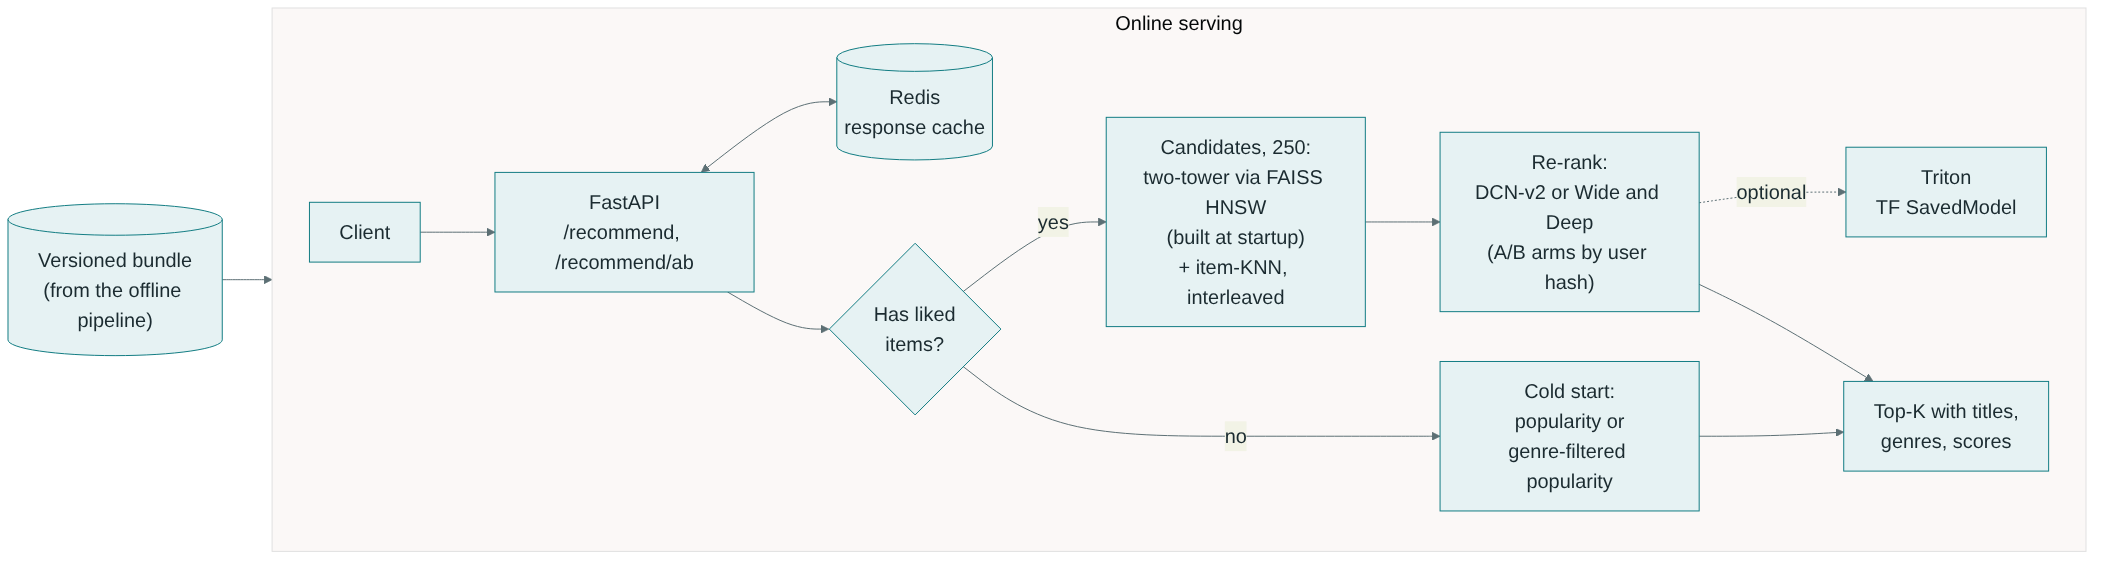 Online serving
Versioned bundle
(from the offline
pipeline)
Client
FastAPI
/recommend,
/recommend/ab
Redis
response cache
Has liked
items?
yes
no
Candidates, 250:
two-tower via FAISS
HNSW
(built at startup)
+ item-KNN,
interleaved
Re-rank:
DCN-v2 or Wide and
Deep
(A/B arms by user
hash)
optional
Triton
TF SavedModel
Cold start:
popularity or
genre-filtered
popularity
Top-K with titles,
genres, scores